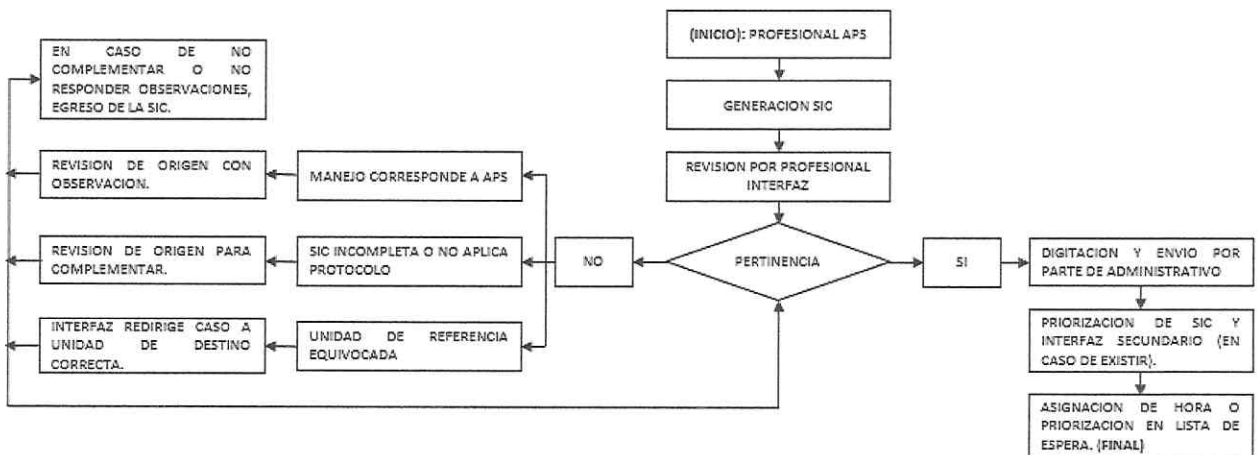 (INICIO): PROFESIONAL APS
GENERACION SIC
REVISION POR PROFESIONAL
INTERFAZ
PERTINENCIA
NO
SI
EN CASO DE NO
COMPLEMENTAR O NO
RESPONDER OBSERVACIONES,
EGRESO DE LA SIC.
REVISION DE ORIGEN CON
OBSERVACION.
MANEJO CORRESPONDE A APS
REVISION DE ORIGEN PARA
COMPLEMENTAR.
SIC INCOMPLETA O NO APLICA
PROTOCOLO
INTERFAZ REDIRIGE CASO A
UNIDAD DE DESTINO
CORRECTA.
UNIDAD DE REFERENCIA
EQUIVOCADA
DIGITACION Y ENVIO POR
PARTE DE ADMINISTRATIVO
PRIORIZACION DE SIC Y
INTERFAZ SECUNDARIO (EN
CASO DE EXISTIR).
ASIGNACION DE HORA O
PRIORIZACION EN LISTA DE
ESPERA. (FINAL)